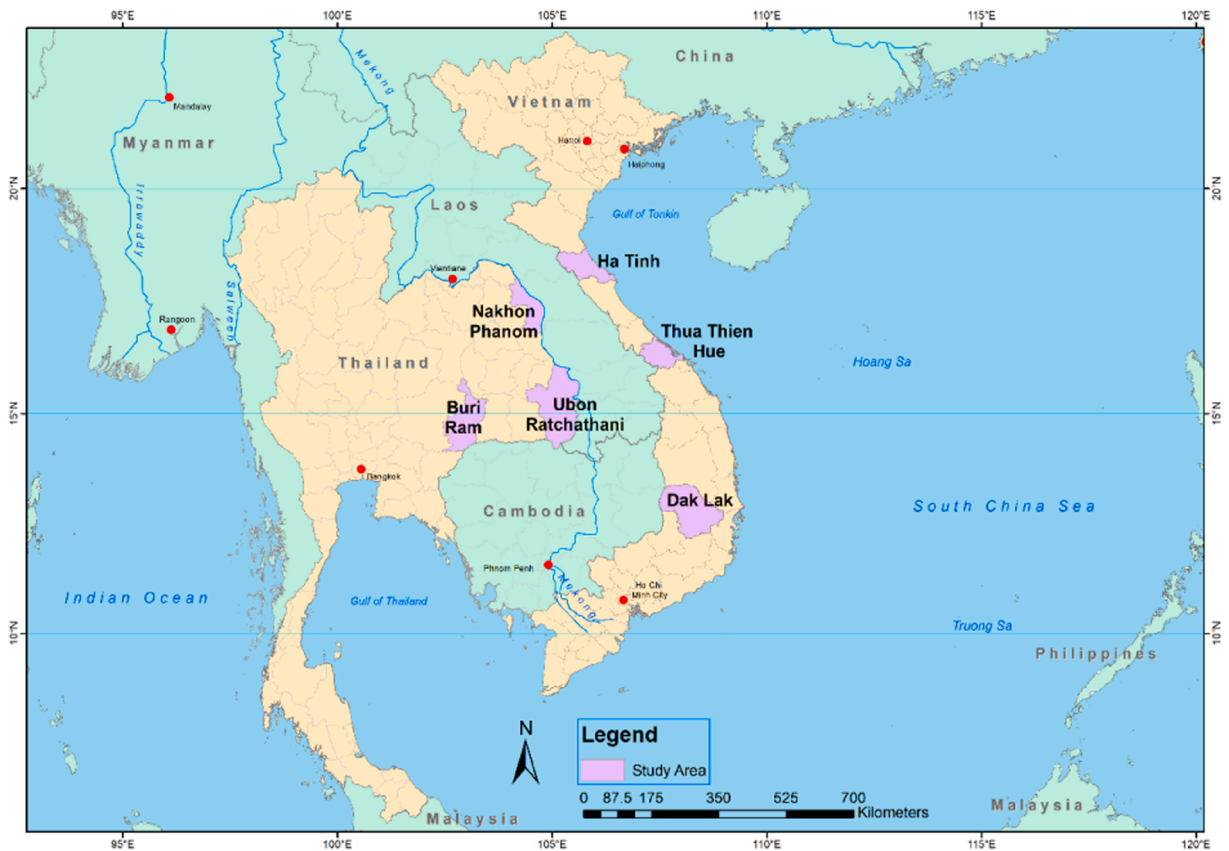 95°E 100°E 105°E 110°E 115°E 120°E
China
Mekong
Vietnam
Mandalay
Myanmar
Hanoi
Haiphong
20°N
20°N
Irrawaddy
Laos
Gulf of Tonkin
Ha Tinh
Vientiane
Salween
Nakhon
Phanom
Rangoon
Thua Thien
Hue
Thailand
Hoang Sa
Buri
Ram
Ubon
Ratchathani
15°N
15°N
Bangkok
Dak Lak
Cambodia
South China Sea
Phnom Penh
Mekong
Ho Chi
Minh City
Indian Ocean
Gulf of Thailand
Truong Sa
10°N
10°N
Philippines
N
Legend
Study Area
0 87.5 175 350 525 700
Kilometers
Malaysia
Malaysia
95°E 100°E 105°E 110°E 115°E 120°E